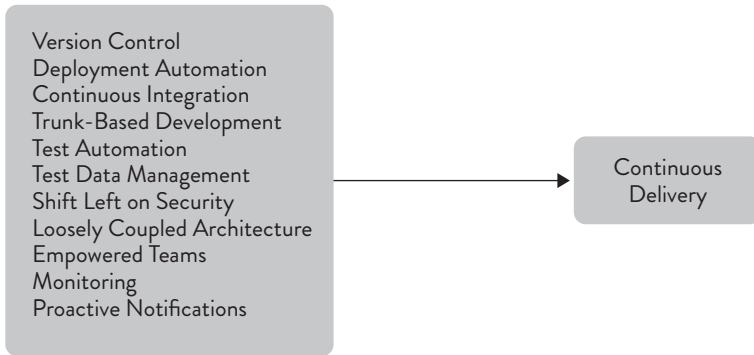 Version Control
Deployment Automation
Continuous Integration
Trunk-Based Development
Test Automation
Test Data Management
Shift Left on Security
Loosely Coupled Architecture
Empowered Teams
Monitoring
Proactive Notifications
Continuous
Delivery